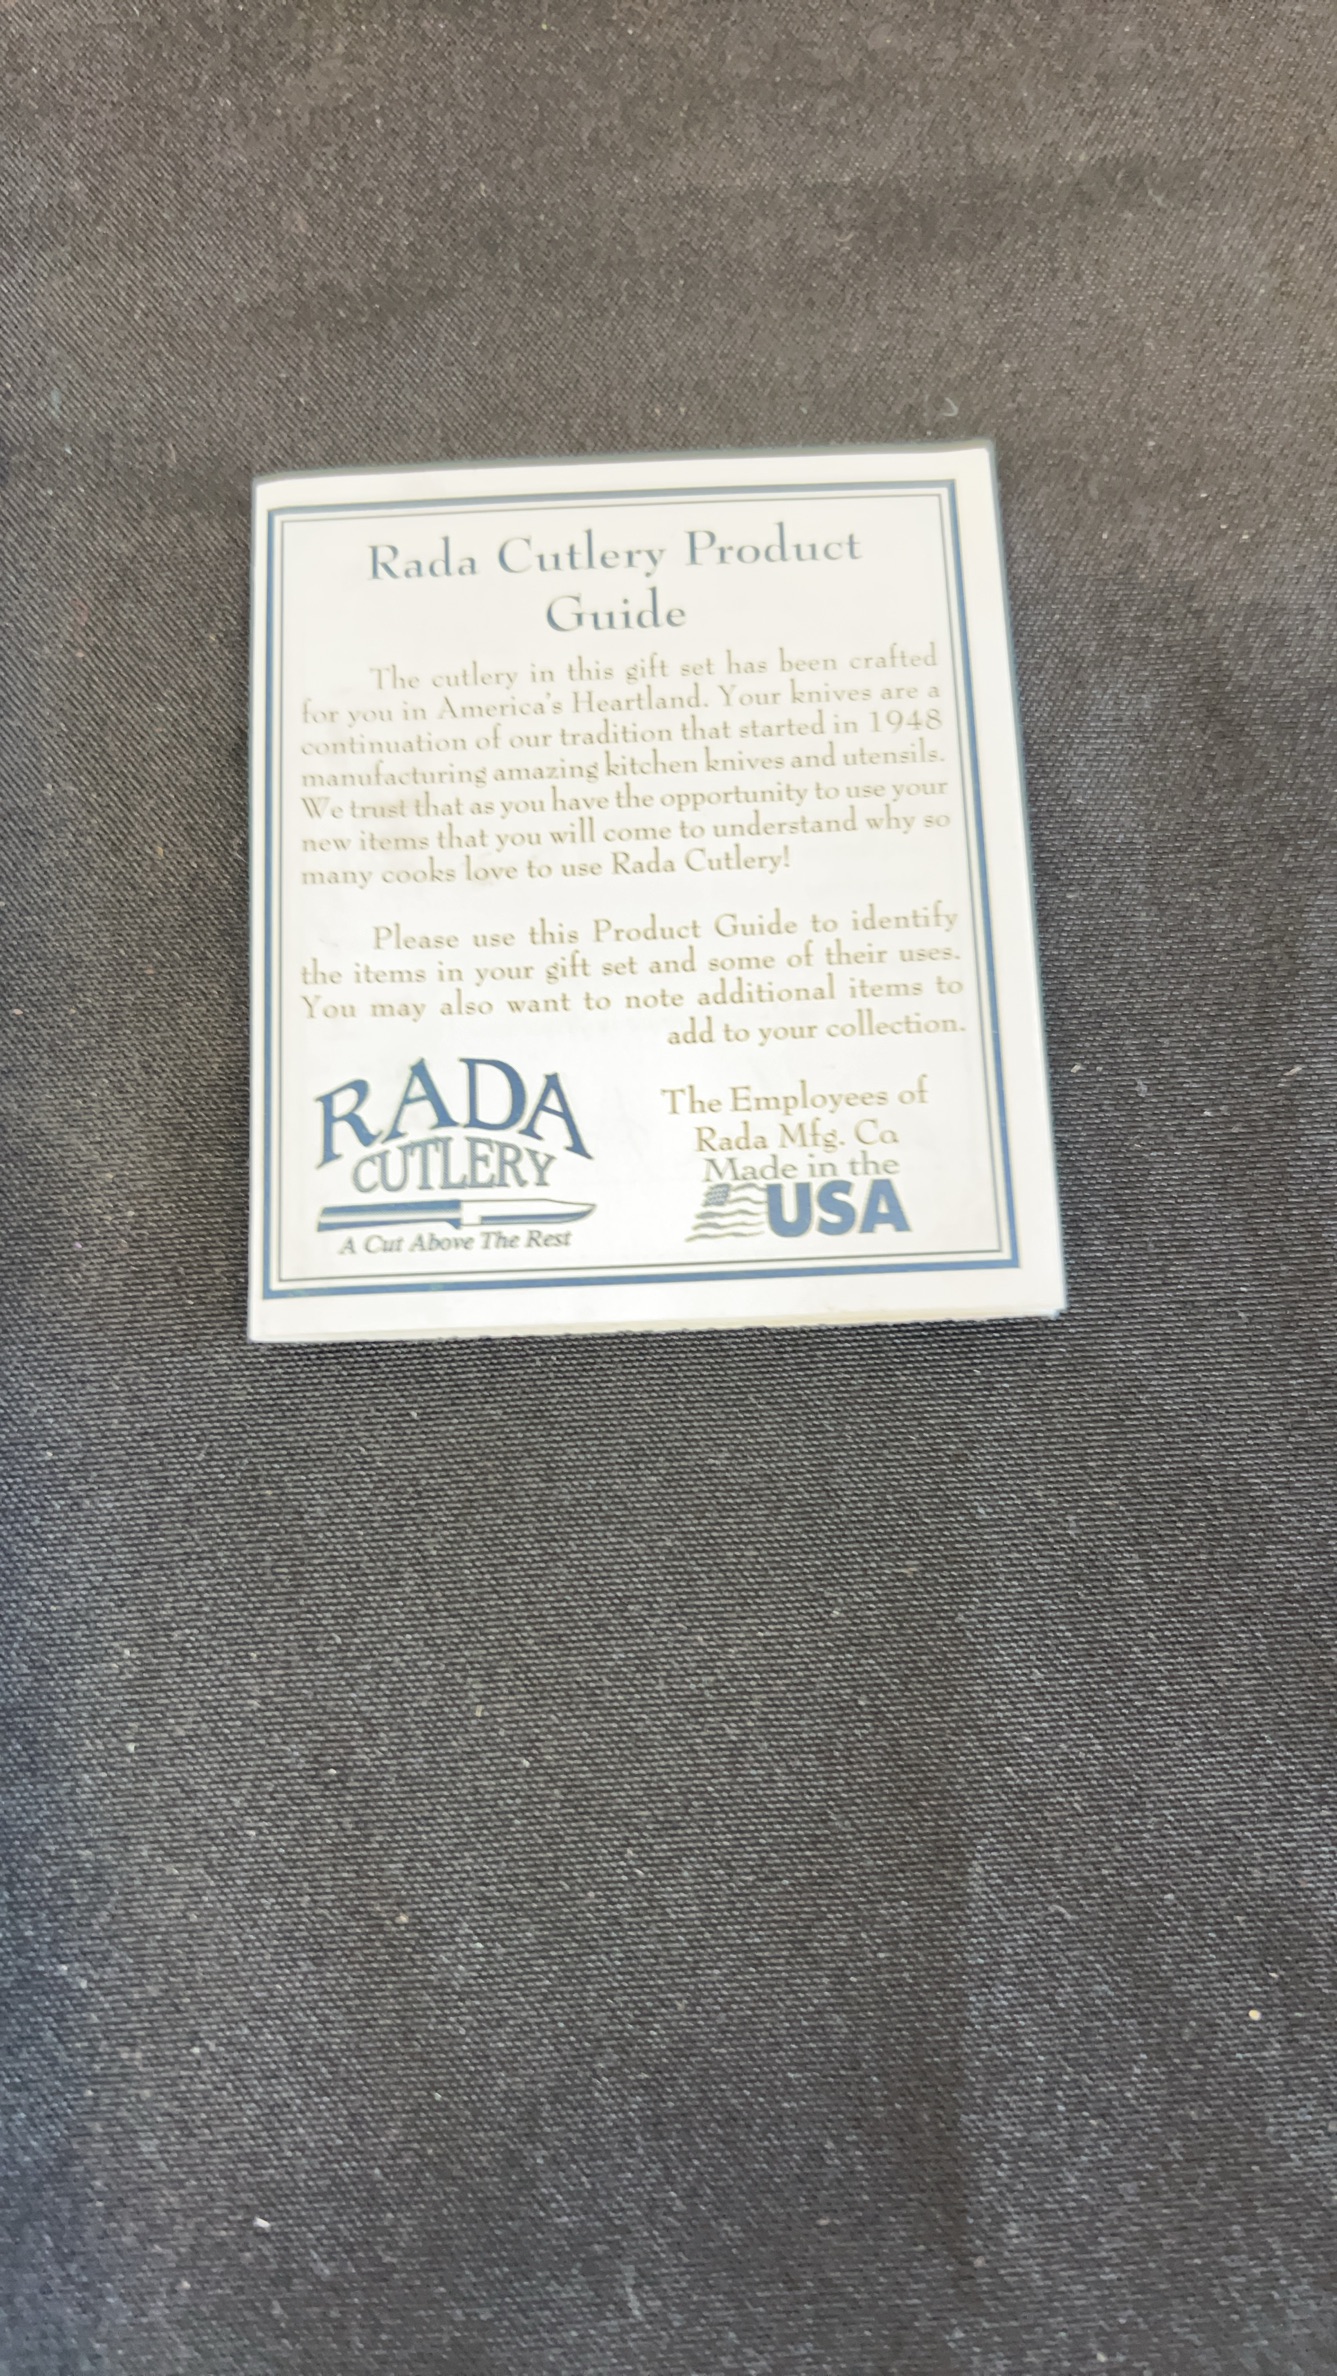 Rada Cutlery Product
Guide
The cutlery in this gift set has been crafted
for you in America's Heartland. Your knives are a
continuation of our tradition that started in 1948
manufacturing amazing kitchen knives and utensils.
We trust that as you have the opportunity to use your
new items that you will come to understand why so
many cooks love to use Rada Cutlery!
Please use this Product Guide to identify
the items in your gift set and some of their uses.
You may also want to note additional items to
add to your collection.
RADA
CUTLERY
A Cut Above The Rest
The Employees of
Rada Mfg. Co
Made in the
USA